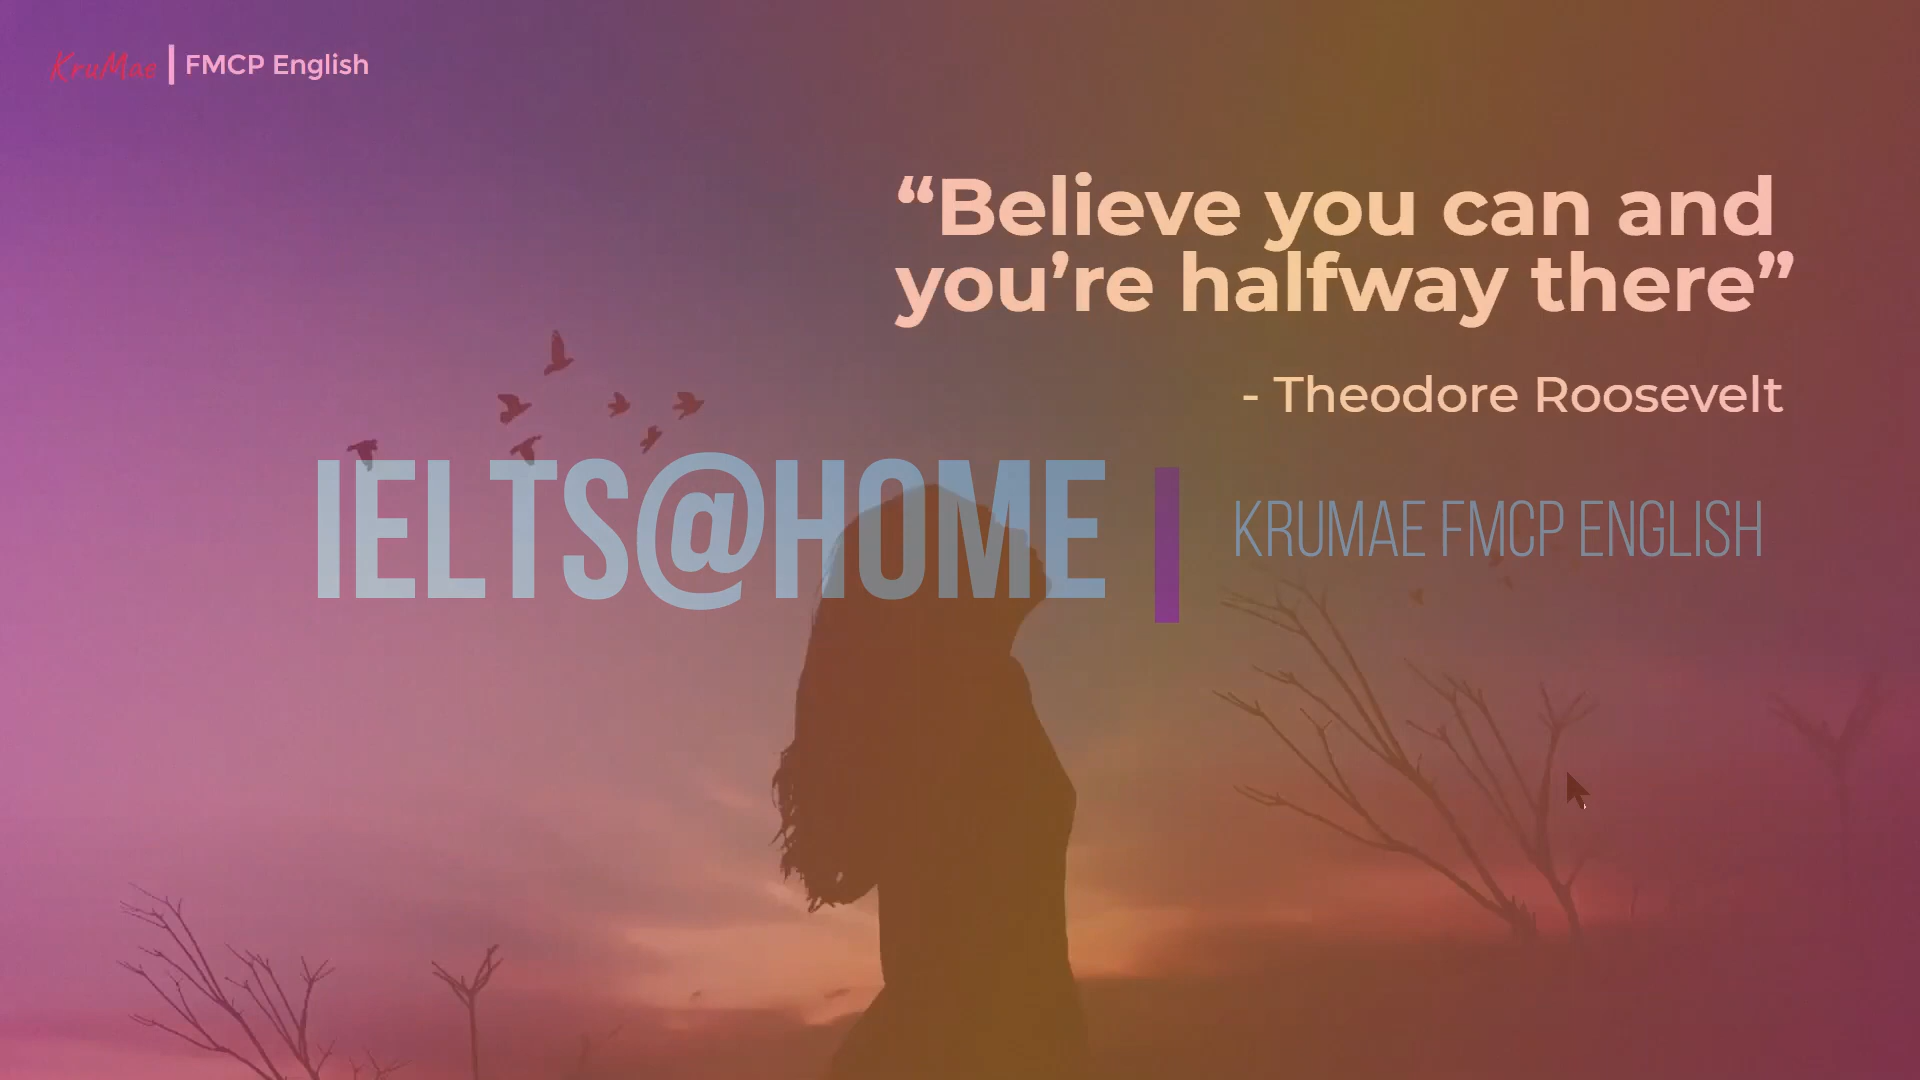 KruMae | FMCP English
“Believe you can and
you’re halfway there”
- Theodore Roosevelt
IELTS@HOME | KRUMAE FMCP ENGLISH